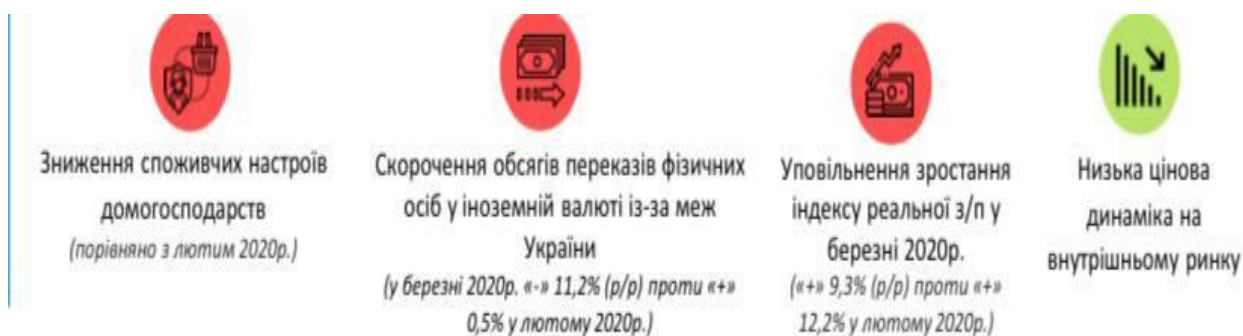 Зниження споживчих настроїв
домогосподарств
(порівняно з лютим 2020р.)
Скорочення обсягів переказів фізичних
осіб у іноземній валюті із-за меж
України
(у березні 2020р. «-» 11,2% (р/р) проти «+»
0,5% у лютому 2020р.)
Уповільнення зростання
індексу реальної з/п у
березні 2020р.
(«+» 9,3% (р/р) проти «+»
12,2% у лютому 2020р.)
Низька цінова
динаміка на
внутрішньому ринку